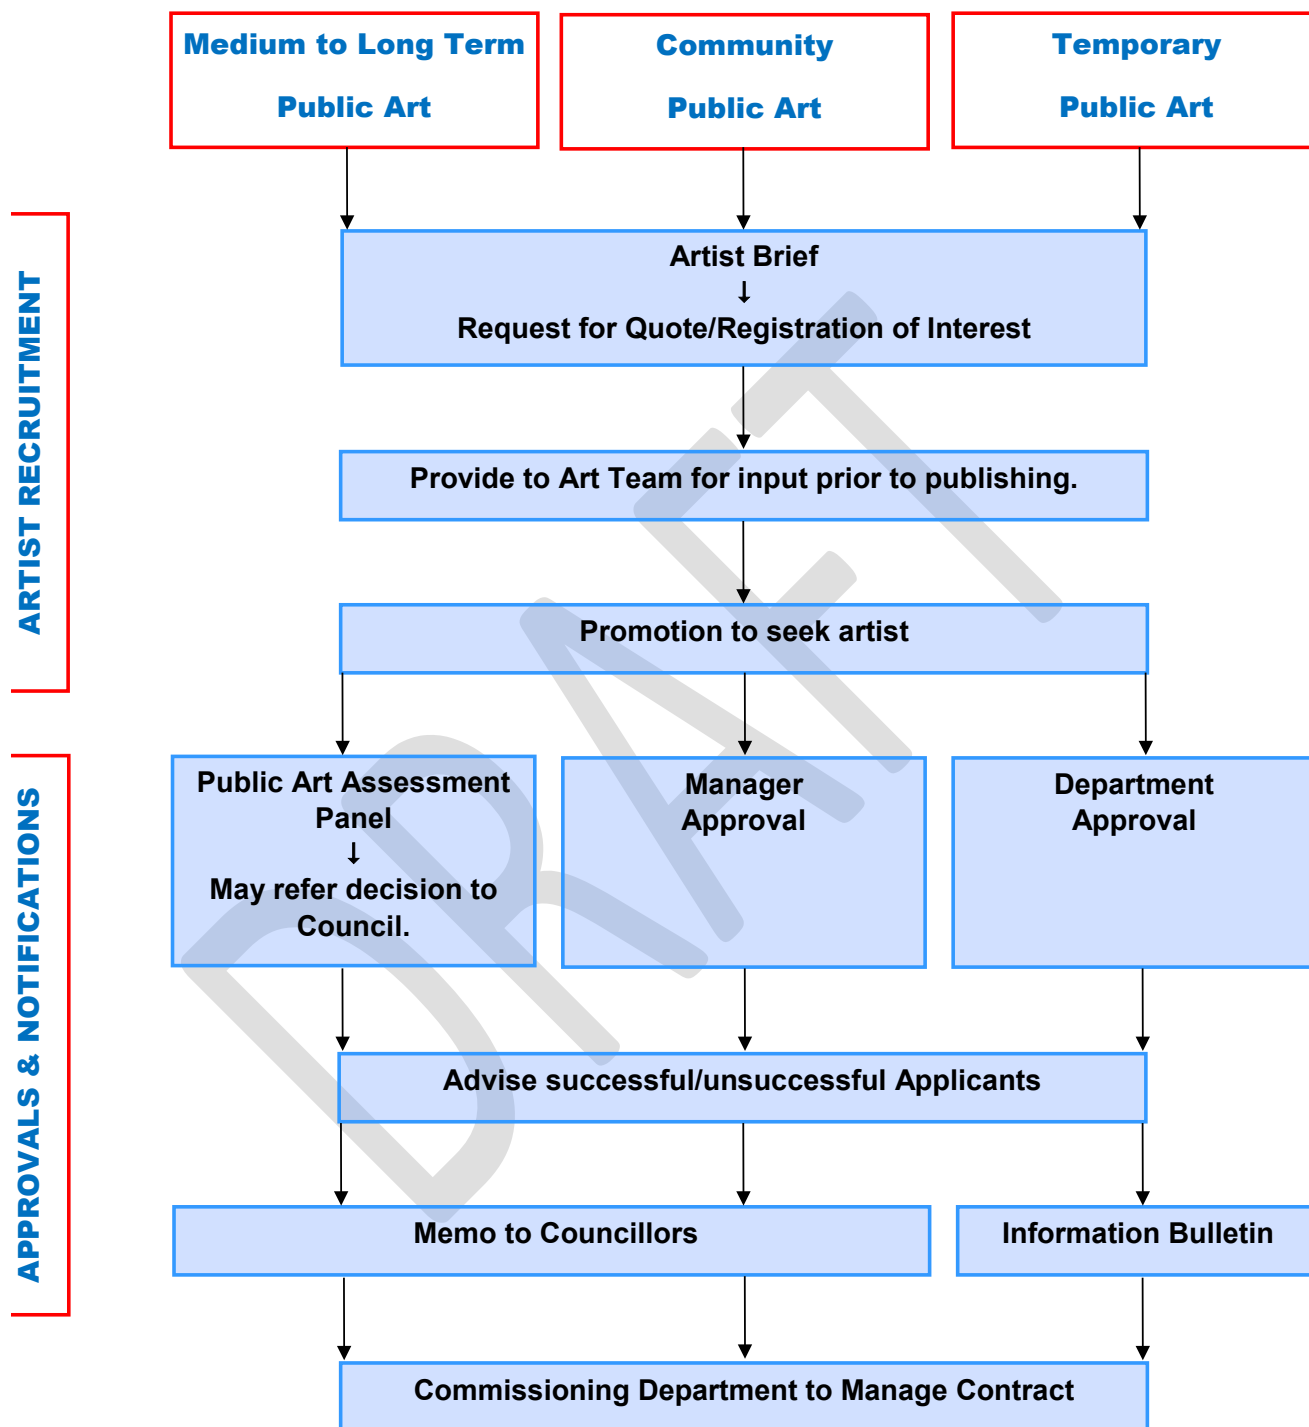 Medium to Long Term
Public Art
Community
Public Art
Temporary
Public Art
ARTIST RECRUITMENT
Artist Brief
↓
Request for Quote/Registration of Interest
Provide to Art Team for input prior to publishing.
Promotion to seek artist
APPROVALS & NOTIFICATIONS
Public Art Assessment
Panel
↓
May refer decision to
Council.
Manager
Approval
Department
Approval
Advise successful/unsuccessful Applicants
Memo to Councillors
Information Bulletin
Commissioning Department to Manage Contract
DRAFT